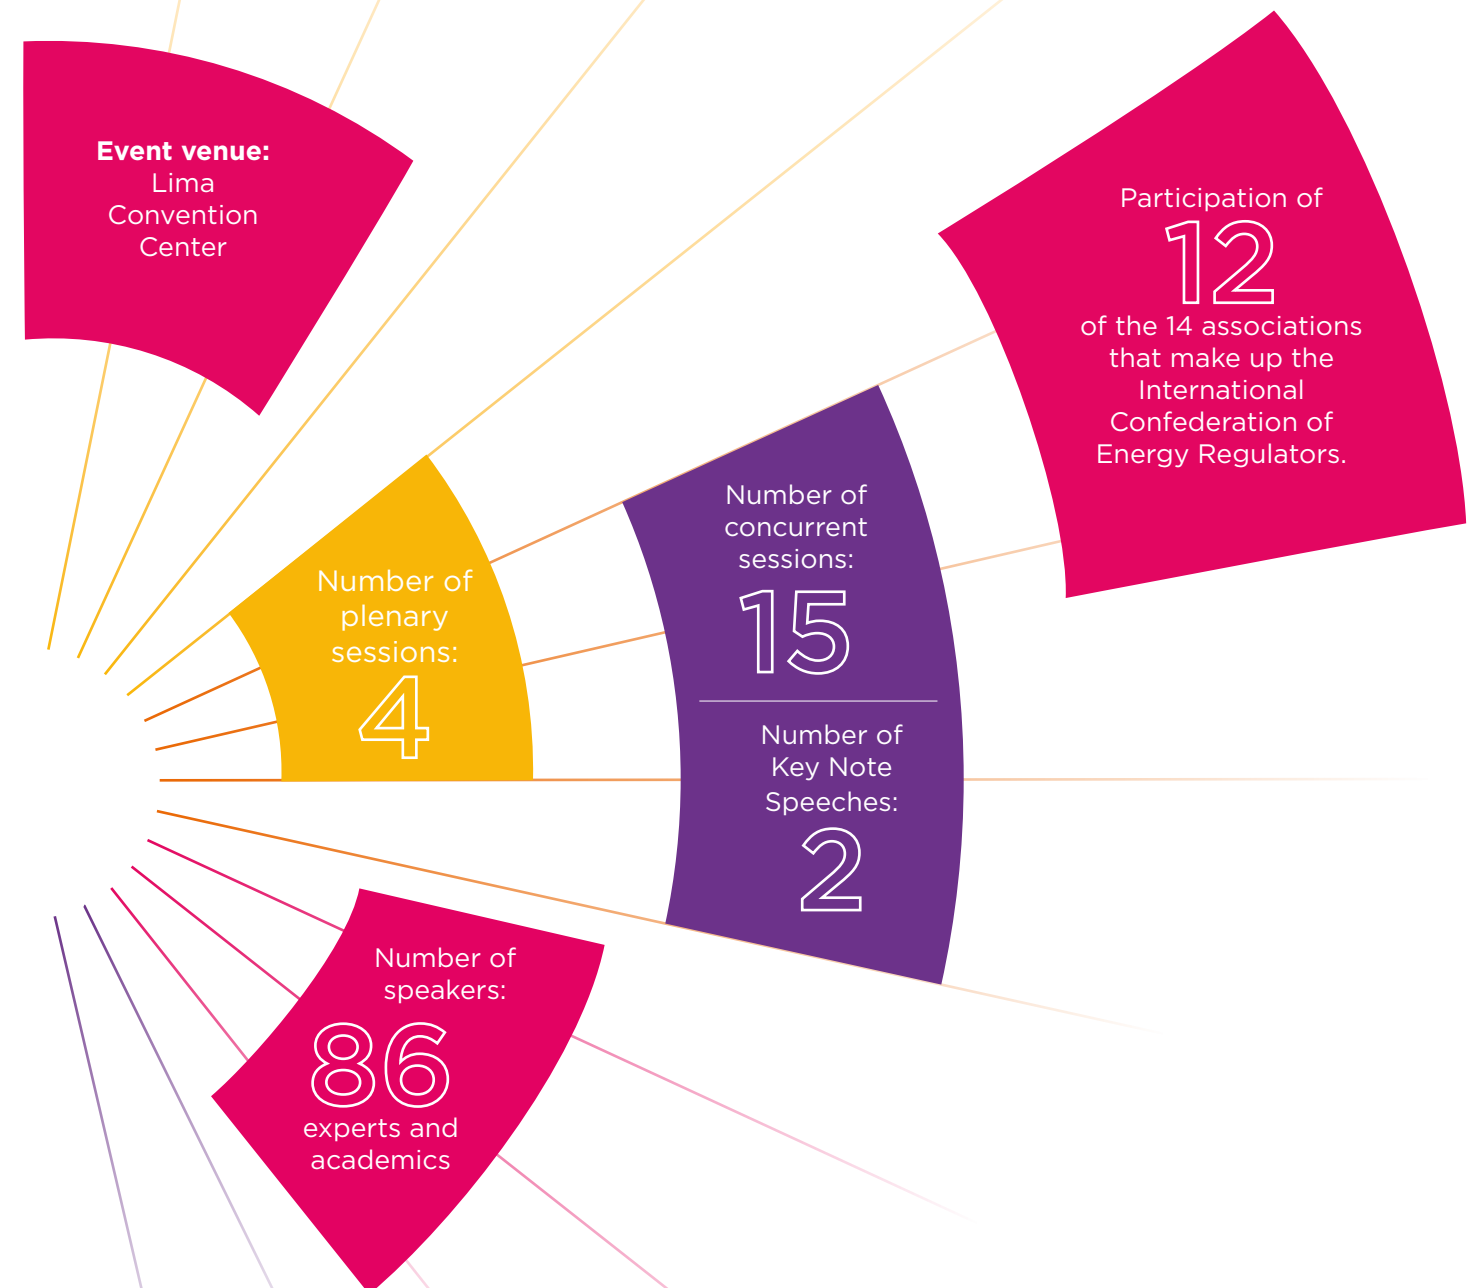 Event venue:
Lima
Convention
Center
Participation of
12
of the 14 associations
that make up the
International
Confederation of
Energy Regulators.
Number of
concurrent
sessions:
15
Number of
Key Note
Speeches:
2
Number of
plenary
sessions:
4
Number of
speakers:
86
experts and
academics